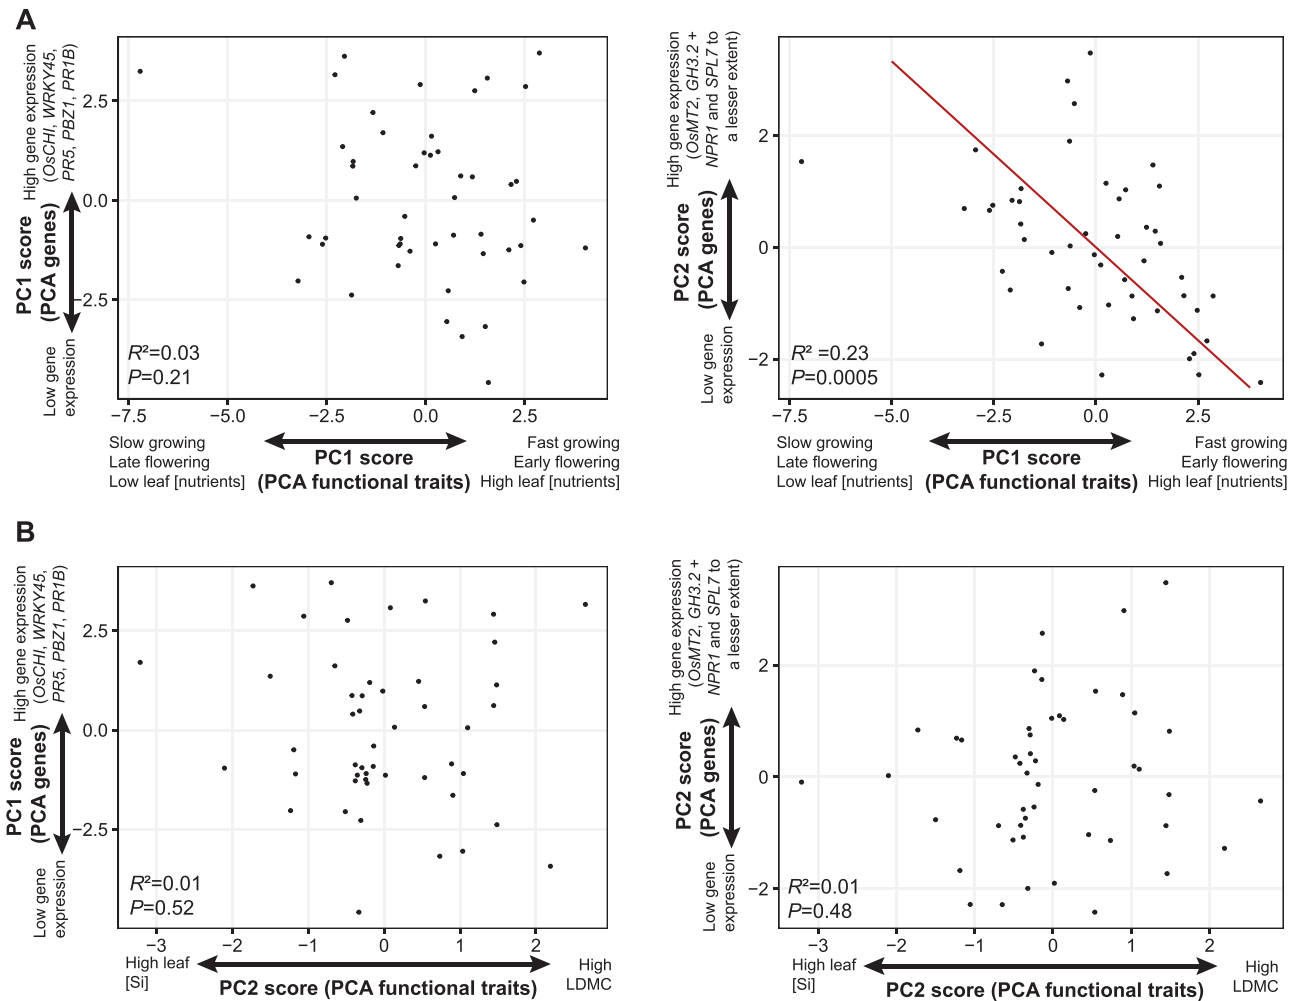 A
High gene expression
(OsCHI, WRKY45,
PR5, PBZ1, PR1B)
PC1 score
(PCA genes)
Low gene
expression
2.5
0.0
−2.5
R²=0.03
P=0.21
−7.5
−5.0
−2.5
0.0
2.5
Slow growing
Late flowering
Low leaf [nutrients]
PC1 score
(PCA functional traits)
Fast growing
Early flowering
High leaf [nutrients]
High gene expression
(OsMT2, GH3.2 +
NPR1 and SPL7 to
a lesser extent)
PC2 score
(PCA genes)
Low gene
expression
2
0
−2
R² =0.23
P=0.0005
−7.5
−5.0
−2.5
0.0
2.5
Slow growing
Late flowering
Low leaf [nutrients]
PC1 score
(PCA functional traits)
Fast growing
Early flowering
High leaf [nutrients]
B
High gene expression
(OsCHI, WRKY45,
PR5, PBZ1, PR1B)
PC1 score
(PCA genes)
Low gene
expression
2.5
0.0
−2.5
R²=0.01
P=0.52
−3
−2
−1
0
1
2
High leaf
[Si]
PC2 score (PCA functional traits)
High
LDMC
High gene expression
(OsMT2, GH3.2 +
NPR1 and SPL7 to
a lesser extent)
PC2 score
(PCA genes)
Low gene
expression
2
0
−2
R²=0.01
P=0.48
−3
−2
−1
0
1
2
High leaf
[Si]
PC2 score (PCA functional traits)
High
LDMC